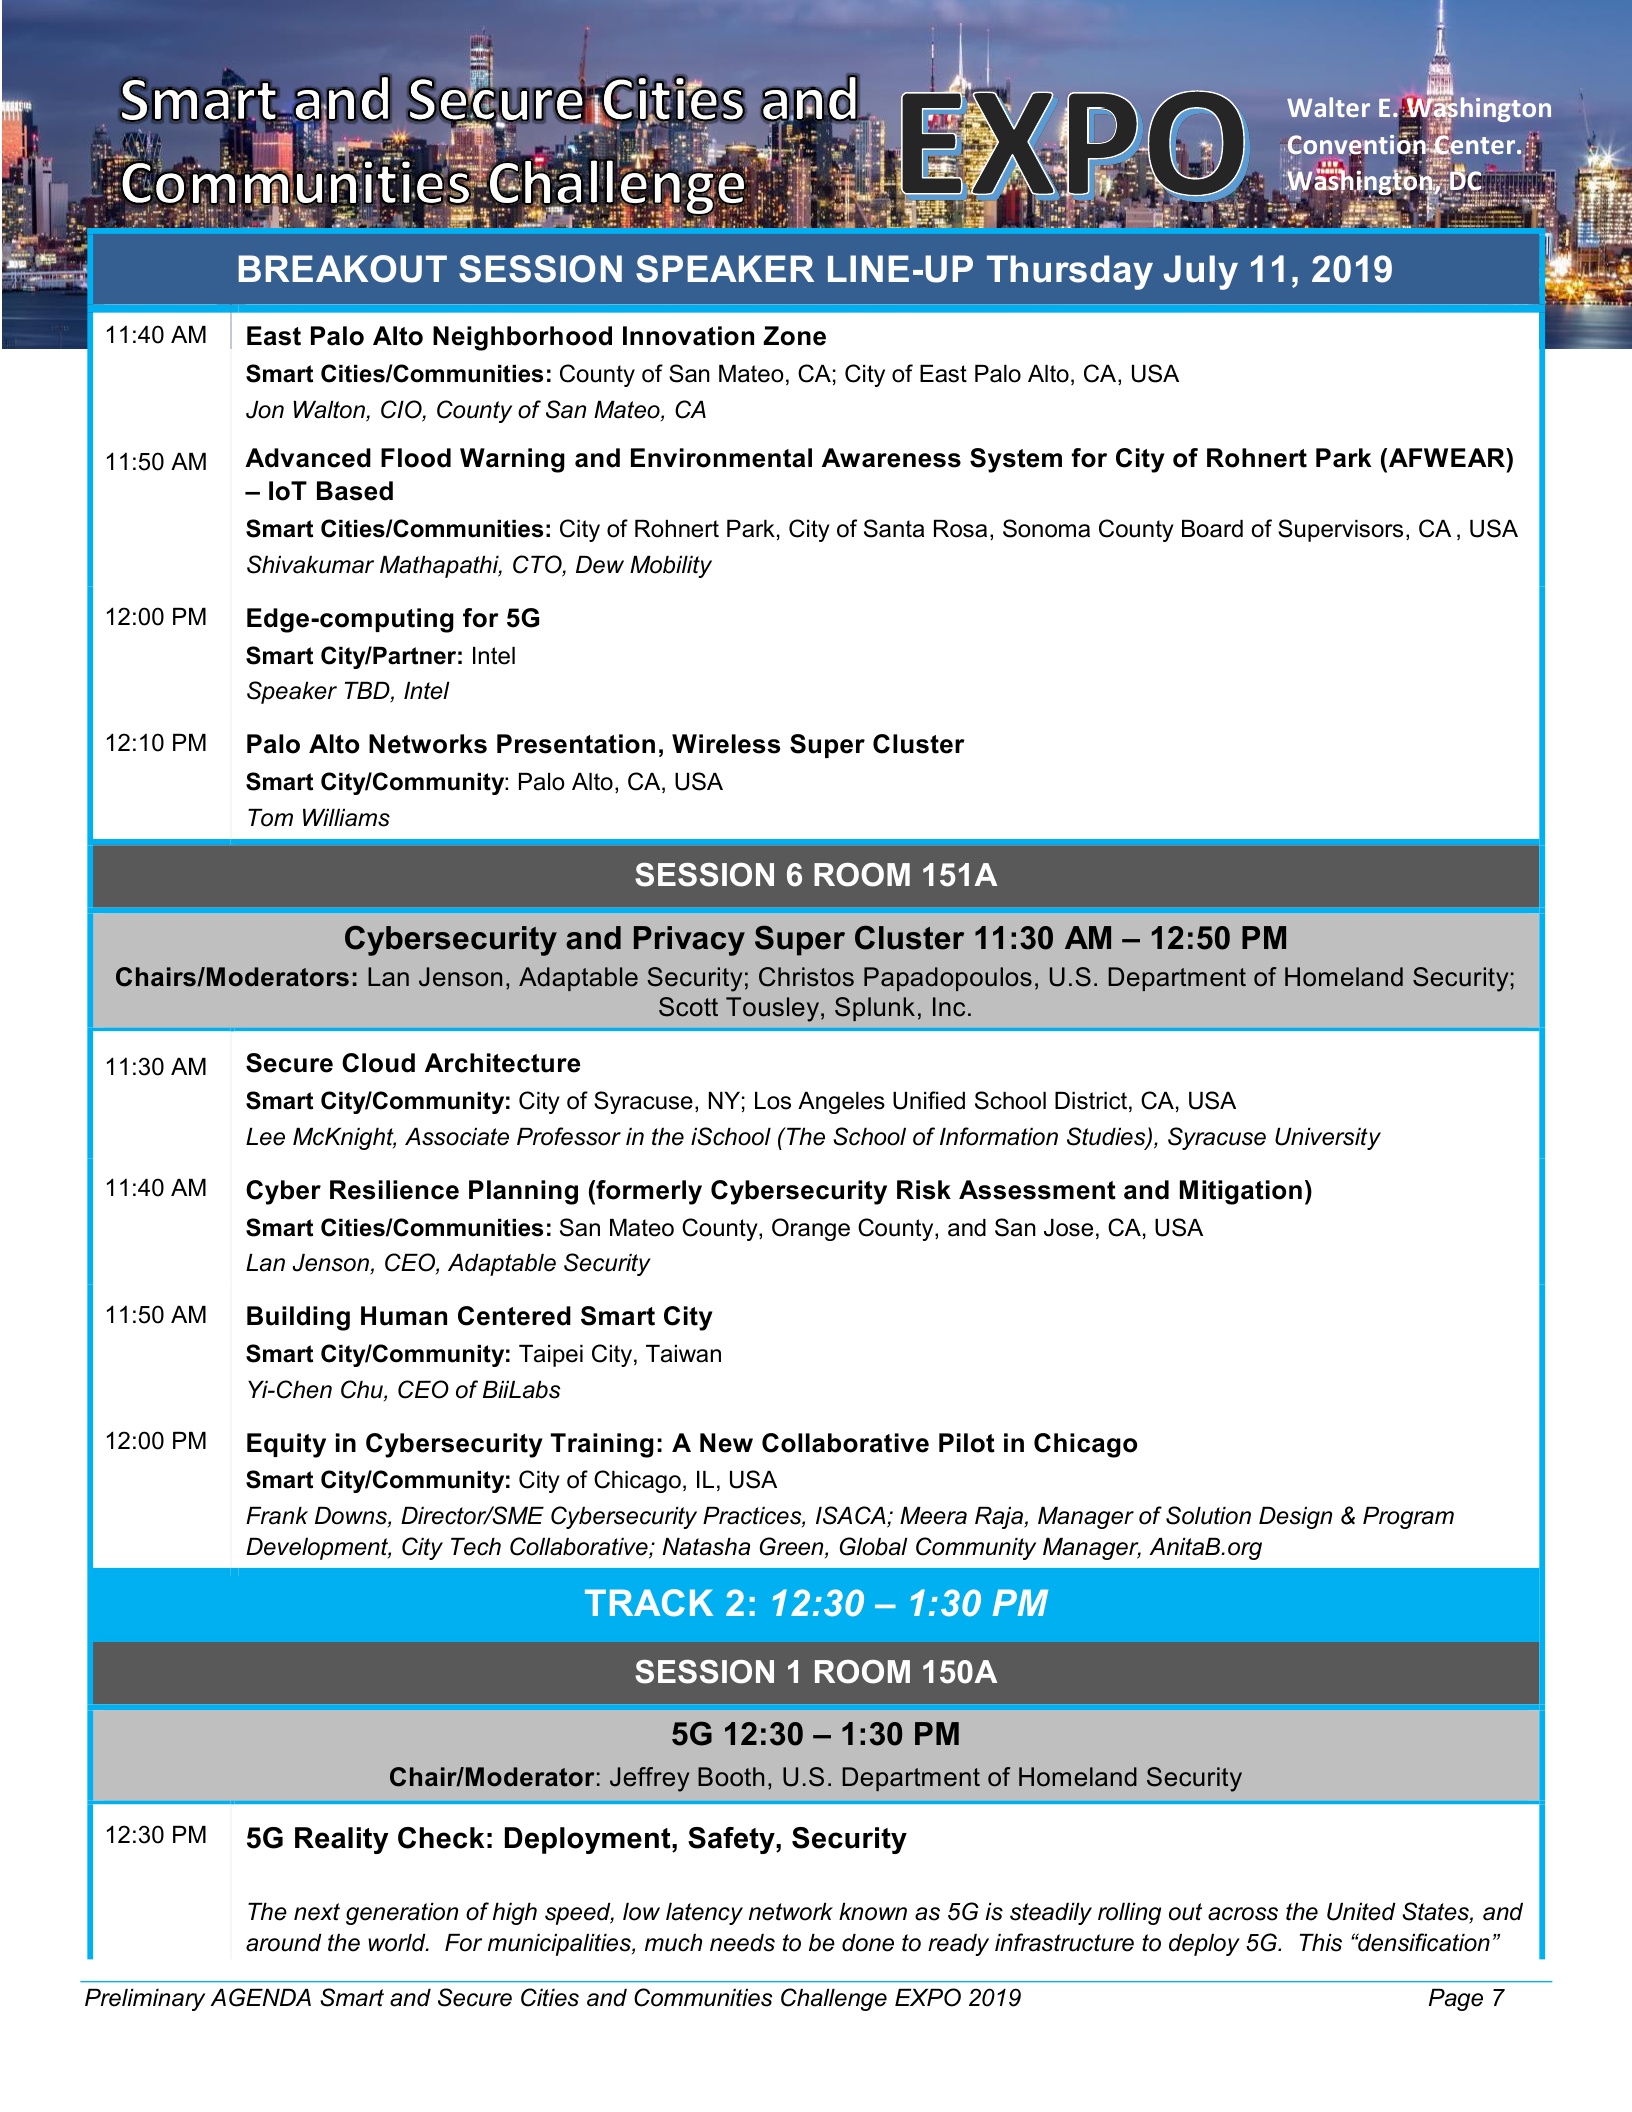 Smart and Secure Cities and
Communities Challenge
EXPO
Walter E. Washington
Convention Center.
Washington, DC
BREAKOUT SESSION SPEAKER LINE-UP Thursday July 11, 2019
11:40 AM
East Palo Alto Neighborhood Innovation Zone
Smart Cities/Communities: County of San Mateo, CA; City of East Palo Alto, CA, USA
Jon Walton, CIO, County of San Mateo, CA
11:50 AM
Advanced Flood Warning and Environmental Awareness System for City of Rohnert Park (AFWEAR)
– IoT Based
Smart Cities/Communities: City of Rohnert Park, City of Santa Rosa, Sonoma County Board of Supervisors, CA , USA
Shivakumar Mathapathi, CTO, Dew Mobility
12:00 PM
Edge-computing for 5G
Smart City/Partner: Intel
Speaker TBD, Intel
12:10 PM
Palo Alto Networks Presentation, Wireless Super Cluster
Smart City/Community: Palo Alto, CA, USA
Tom Williams
SESSION 6 ROOM 151A
Cybersecurity and Privacy Super Cluster 11:30 AM – 12:50 PM
Chairs/Moderators: Lan Jenson, Adaptable Security; Christos Papadopoulos, U.S. Department of Homeland Security;
Scott Tousley, Splunk, Inc.
11:30 AM
Secure Cloud Architecture
Smart City/Community: City of Syracuse, NY; Los Angeles Unified School District, CA, USA
Lee McKnight, Associate Professor in the iSchool (The School of Information Studies), Syracuse University
11:40 AM
Cyber Resilience Planning (formerly Cybersecurity Risk Assessment and Mitigation)
Smart Cities/Communities: San Mateo County, Orange County, and San Jose, CA, USA
Lan Jenson, CEO, Adaptable Security
11:50 AM
Building Human Centered Smart City
Smart City/Community: Taipei City, Taiwan
Yi-Chen Chu, CEO of BiiLabs
12:00 PM
Equity in Cybersecurity Training: A New Collaborative Pilot in Chicago
Smart City/Community: City of Chicago, IL, USA
Frank Downs, Director/SME Cybersecurity Practices, ISACA; Meera Raja, Manager of Solution Design & Program
Development, City Tech Collaborative; Natasha Green, Global Community Manager, AnitaB.org
TRACK 2: 12:30 – 1:30 PM
SESSION 1 ROOM 150A
5G 12:30 – 1:30 PM
Chair/Moderator: Jeffrey Booth, U.S. Department of Homeland Security
12:30 PM
5G Reality Check: Deployment, Safety, Security
The next generation of high speed, low latency network known as 5G is steadily rolling out across the United States, and
around the world.  For municipalities, much needs to be done to ready infrastructure to deploy 5G.  This “densification”
Preliminary AGENDA Smart and Secure Cities and Communities Challenge EXPO 2019
Page 7